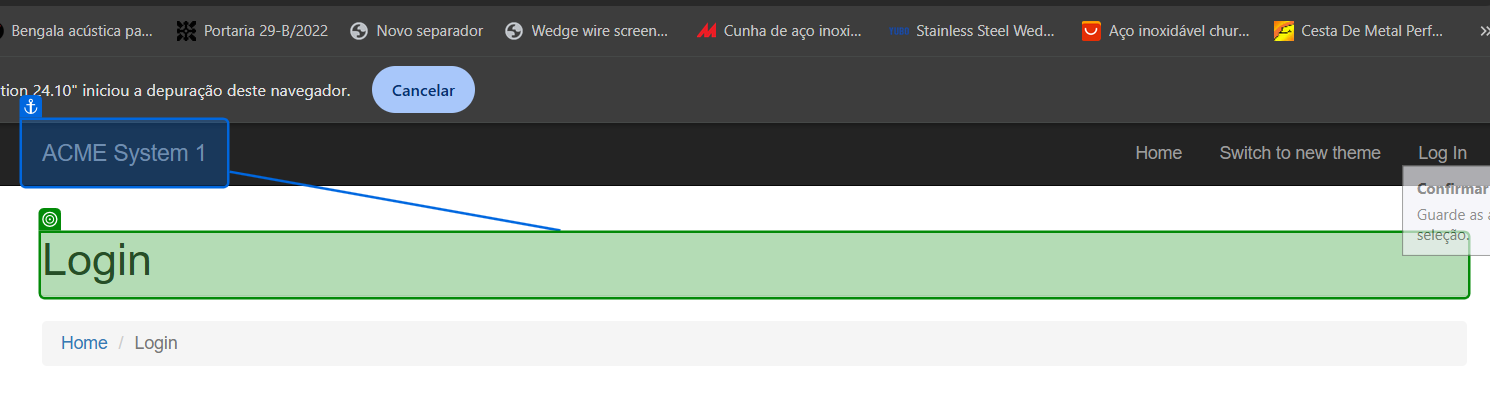 Bengala acústica pa... Portaria 29-B/2022 Novo separador Wedge wire screen... Cunha de aço inoxi... Stainless Steel Wed... Aço inoxidável chur... Cesta De Metal Perf...
tion 24.10" iniciou a depuração deste navegador. Cancelar
ACME System 1 Home Switch to new theme Log In
Confirmar
Guarde as a
seleção.
Login
Home / Login